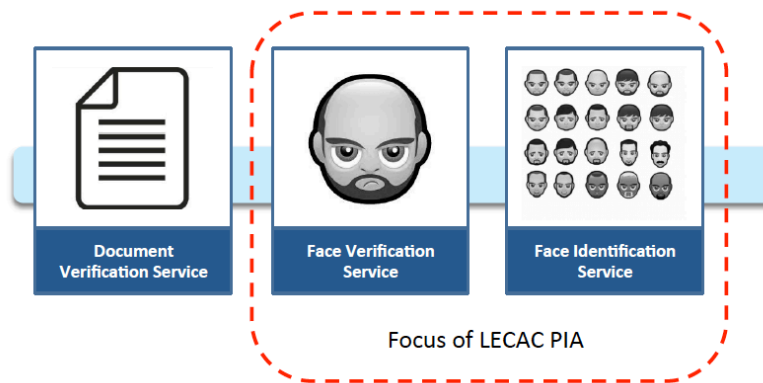 Document
Verification Service
Face Verification
Service
Face Identification
Service
Focus of LECAC PIA